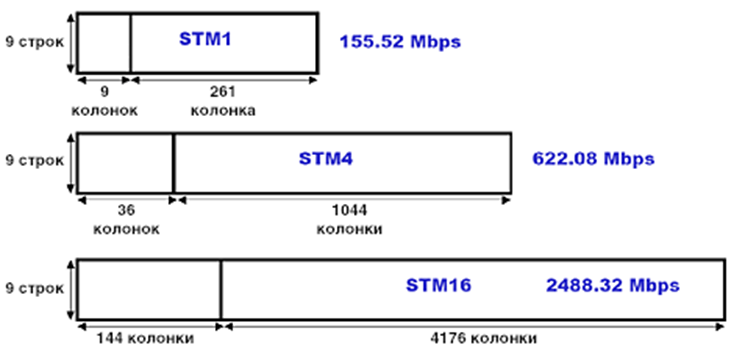 9 строк STM1 155.52 Mbps
9 261
колонок колонка
9 строк STM4 622.08 Mbps
36 1044
колонок колонки
9 строк STM16 2488.32 Mbps
144 колонки 4176 колонки